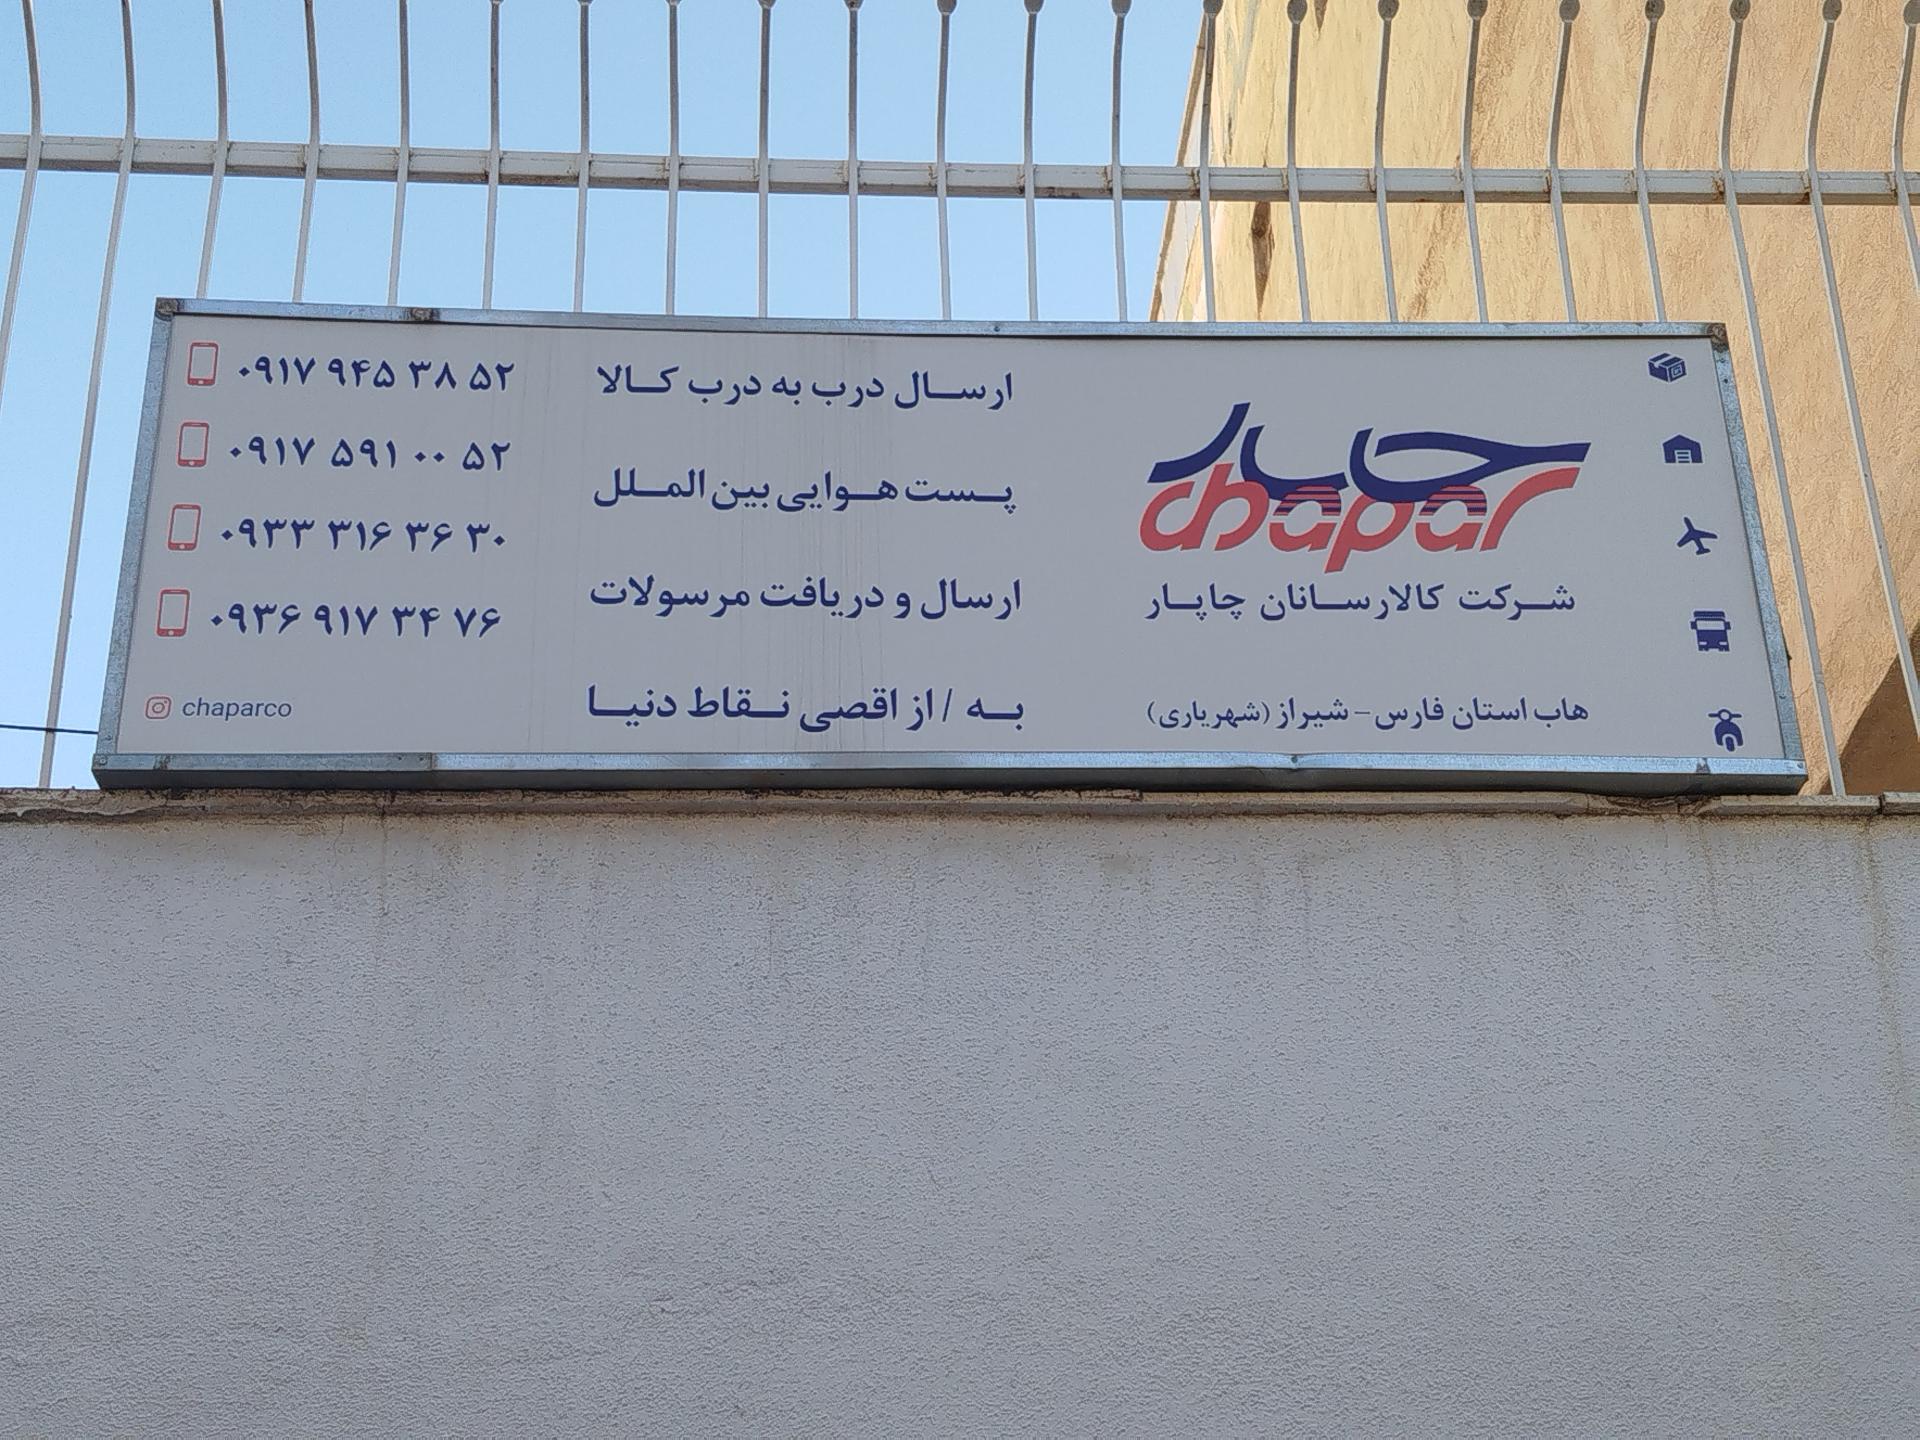 چاپار
chapar
شرکت کالارسانان چاپار
هاب استان فارس - شیراز (شهریاری)
ارسال درب به درب کالا
پست هوایی بین الملل
ارسال و دریافت مرسولات
به / از اقصی نقاط دنیا
۰۹۱۷ ۹۴۵ ۳۸ ۵۲
۰۹۱۷ ۵۹۱ ۰۰ ۵۲
۰۹۳۳ ۳۱۶ ۳۶ ۳۰
۰۹۳۶ ۹۱۷ ۳۴ ۷۶
chaparco